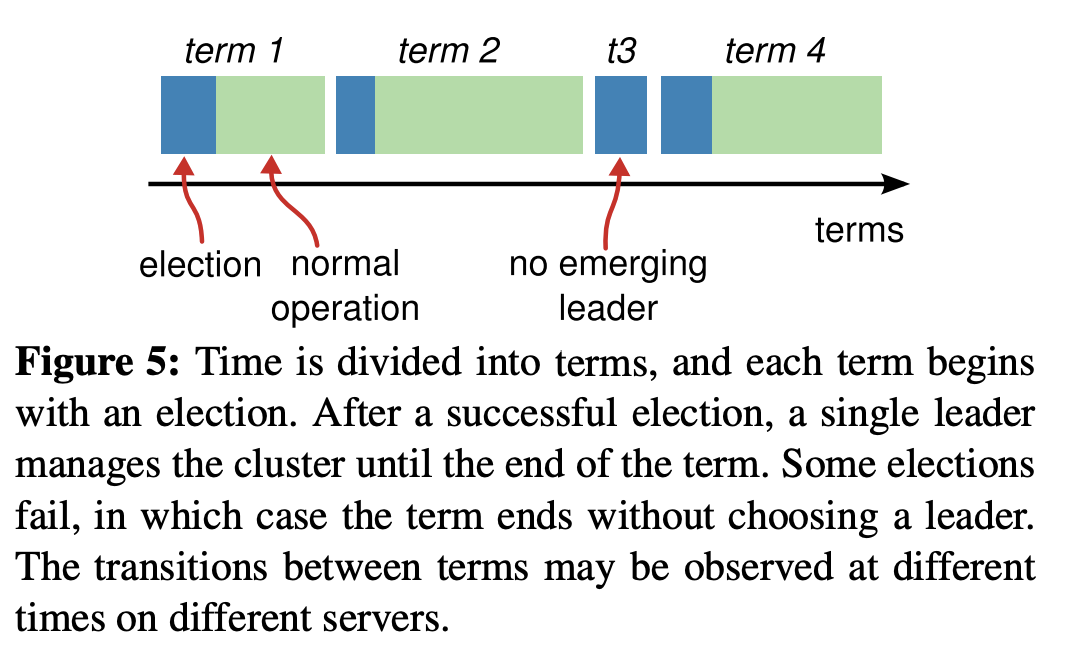 term 1 term 2 t3 term 4
terms
election normal operation no emerging leader
Figure 5: Time is divided into terms, and each term begins
with an election. After a successful election, a single leader
manages the cluster until the end of the term. Some elections
fail, in which case the term ends without choosing a leader.
The transitions between terms may be observed at different
times on different servers.